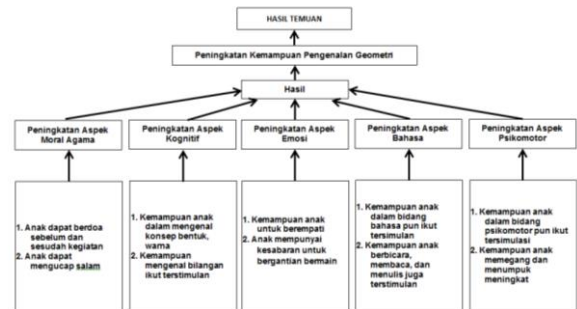 HASIL TEMUAN
Peningkatan Kemampuan Pengenalan Geometri
Hasil
Peningkatan Aspek
Moral Agama
Peningkatan Aspek
Kognitif
Peningkatan Aspek
Emosi
Peningkatan Aspek
Bahasa
Peningkatan Aspek
Psikomotor
1. Anak dapat berdoa
sebelum dan
sesudah kegiatan
2. Anak dapat
mengucap salam
1. Kemampuan anak
dalam mengenal
konsep bentuk,
warna
2. Kemampuan
mengenal bilangan
ikut terstimulan
1. Kemampuan anak
untuk berempati
2. Anak mempunyai
kesabaran untuk
bergantian bermain
1. Kemampuan anak
dalam bidang
bahasa pun ikut
tersimulan
2. Kemampuan anak
berbicara,
membaca, dan
menulis juga
terstimulan
1. Kemampuan anak
dalam bidang
psikomotor pun ikut
tersimulasi
2. Kemampuan anak
memegang dan
menumpuk
meningkat